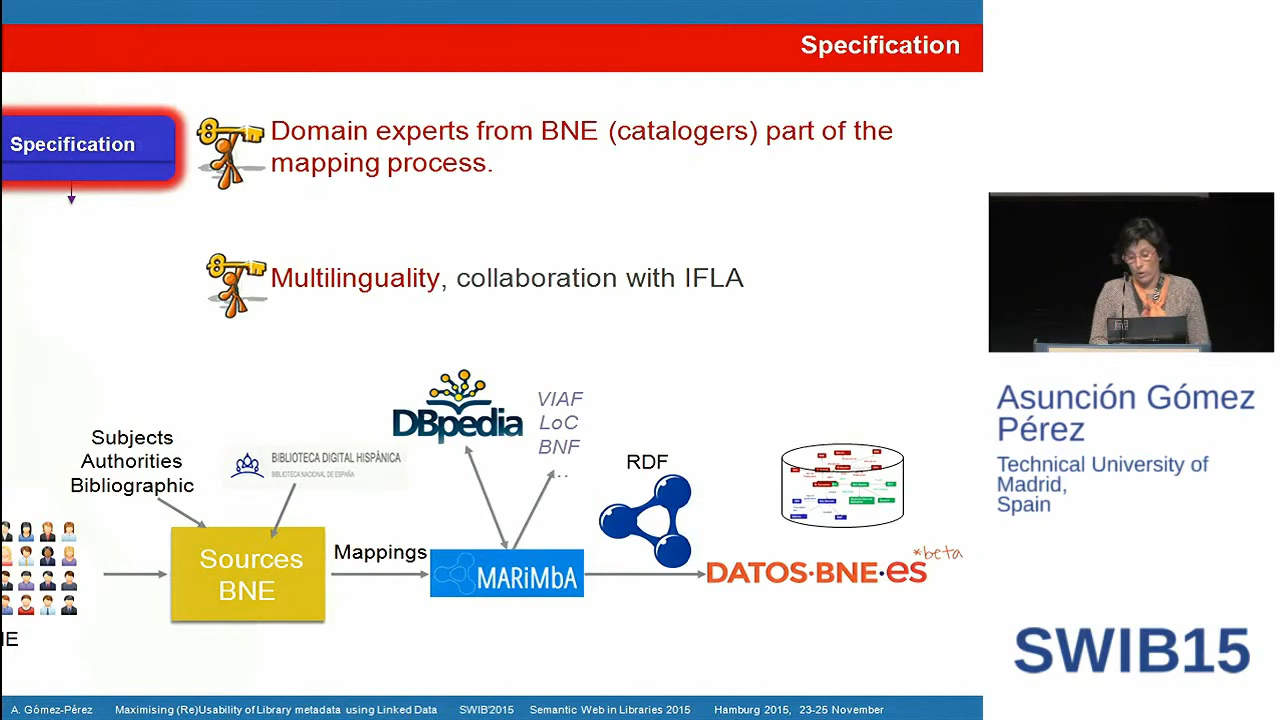 Specification
Specification
Domain experts from BNE (catalogers) part of the
mapping process.
Multilinguality, collaboration with IFLA
DBpedia
VIAF
LoC
BNF
...
Subjects
Authorities
Bibliographic
BIBLIOTECA DIGITAL HISPÁNICA
BIBLIOTECA NACIONAL DE ESPAÑA
RDF
Sources
BNE
Mappings
MARiMbA
DATOS·BNE·es
*beta
NE
Asunción Gómez
Pérez
Technical University of
Madrid,
Spain
SWIB15
A. Gómez-Pérez Maximising (Re)Usability of Library metadata using Linked Data SWIB'2015 Semantic Web in Libraries 2015 Hamburg 2015, 23-25 November